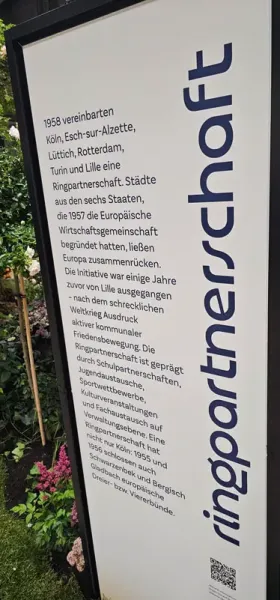 1958 vereinbarten
Köln, Esch-sur-Alzette,
Lüttich, Rotterdam,
Turin und Lille eine
Ringpartnerschaft. Städte
aus den sechs Staaten,
die 1957 die Europäische
Wirtschaftsgemeinschaft
begründet hatten, ließen
Europa zusammenrücken.
Die Initiative war einige Jahre
zuvor von Lille ausgegangen
- nach dem schrecklichen
Weltkrieg Ausdruck
aktiver kommunaler
Friedensbewegung. Die
Ringpartnerschaft ist geprägt
durch Schulpartnerschaften,
Jugendaustausche,
Sportwettbewerbe,
Kulturveranstaltungen
und Fachaustausch auf
Verwaltungsebene. Eine
Ringpartnerschaft hat
nicht nur Köln: 1955 und
1956 schlossen auch
Schwarzenbek und Bergisch
Gladbach europäische
Dreier- bzw. Viererbünde.
ringpartnerschaft